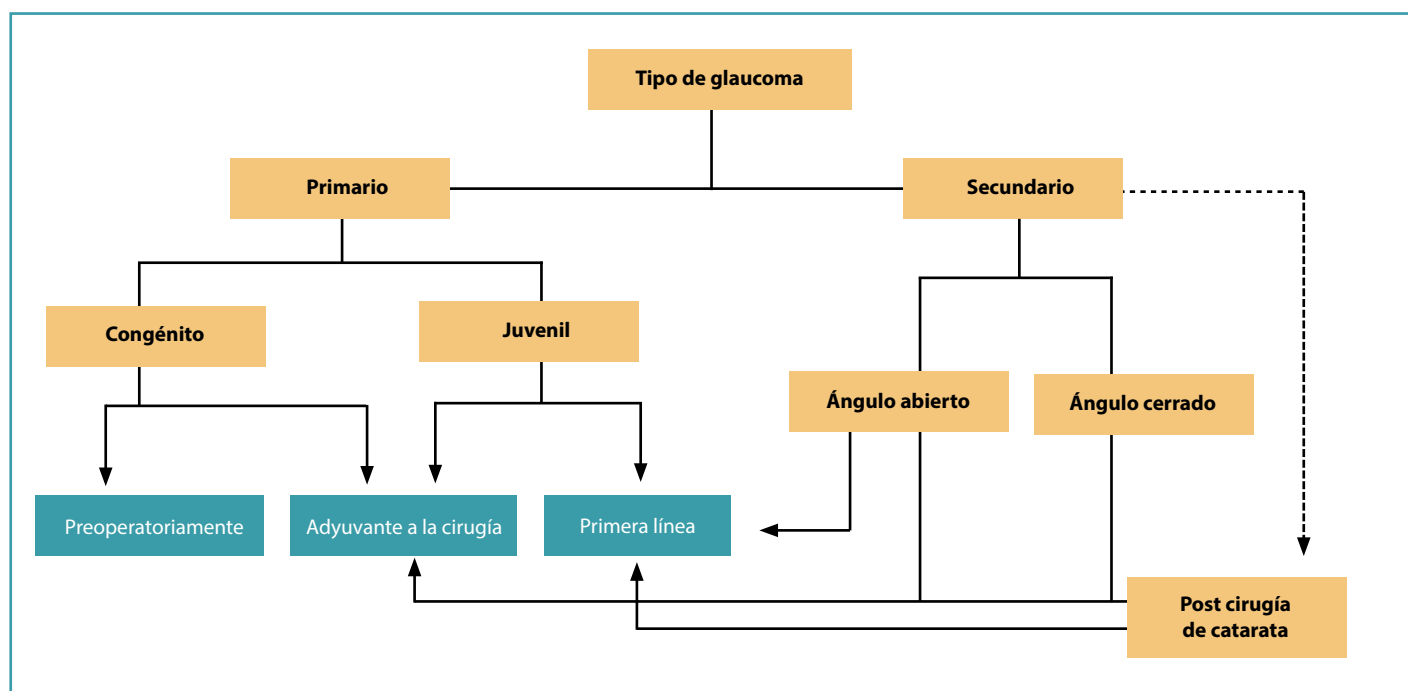 Tipo de glaucoma
Primario
Secundario
Congénito
Juvenil
Ángulo abierto
Ángulo cerrado
Preoperatoriamente
Adyuvante a la cirugía
Primera línea
Post cirugía
de catarata